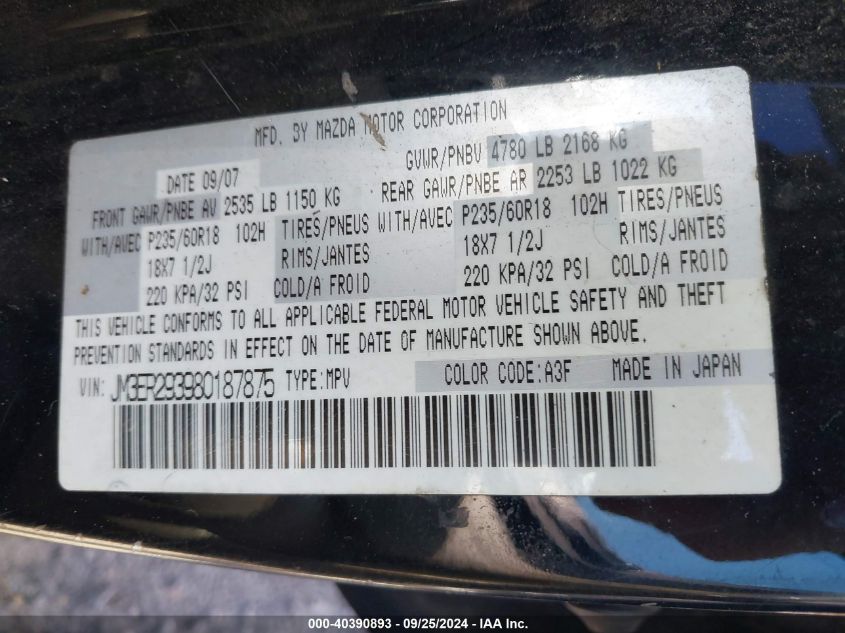 MFD. BY MAZDA MOTOR CORPORATION
DATE 09/07 GVWR/PNBV 4780 LB 2168 KG
FRONT GAWR/PNBE AV 2535 LB 1150 KG REAR GAWR/PNBE AR 2253 LB 1022 KG
WITH/AVEC P235/60R18 102H TIRES/PNEUS WITH/AVEC P235/60R18 102H TIRES/PNEUS
18X7 1/2J RIMS/JANTES 18X7 1/2J RIMS/JANTES
220 KPA/32 PSI COLD/A FROID 220 KPA/32 PSI COLD/A FROID
THIS VEHICLE CONFORMS TO ALL APPLICABLE FEDERAL MOTOR VEHICLE SAFETY AND THEFT
PREVENTION STANDARDS IN EFFECT ON THE DATE OF MANUFACTURE SHOWN ABOVE.
VIN: JM3ER293980187875 TYPE:MPV COLOR CODE:A3F MADE IN JAPAN
000-40390893 - 09/25/2024 - IAA Inc.